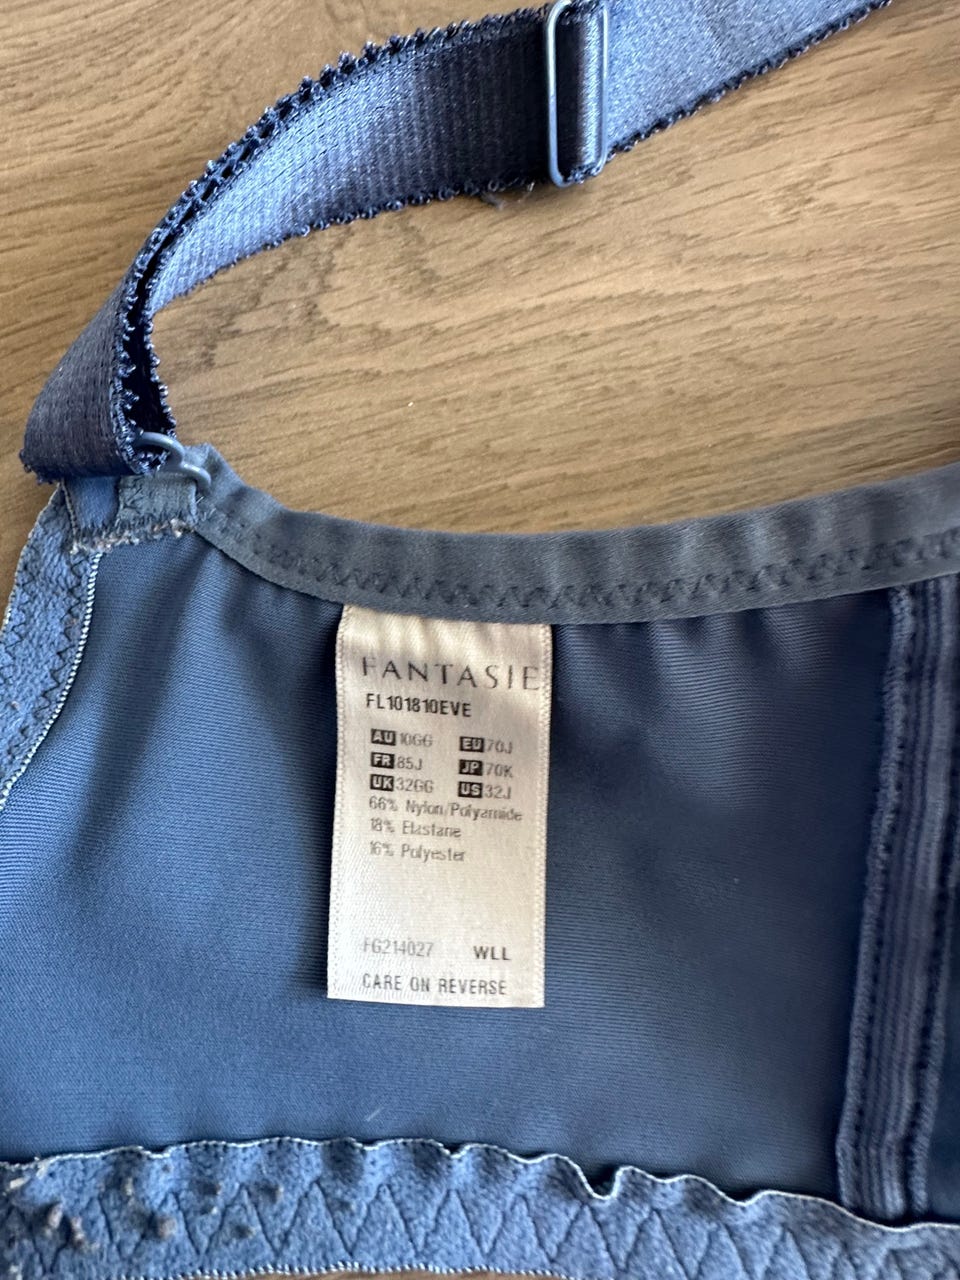 FANTASIE
FL101810EVE
AU 10GG EU 70J
FR 85J JP 70K
UK 32GG US 32J
66% Nylon/Polyamide
18% Elastane
16% Polyester
FG214027 WLL
CARE ON REVERSE